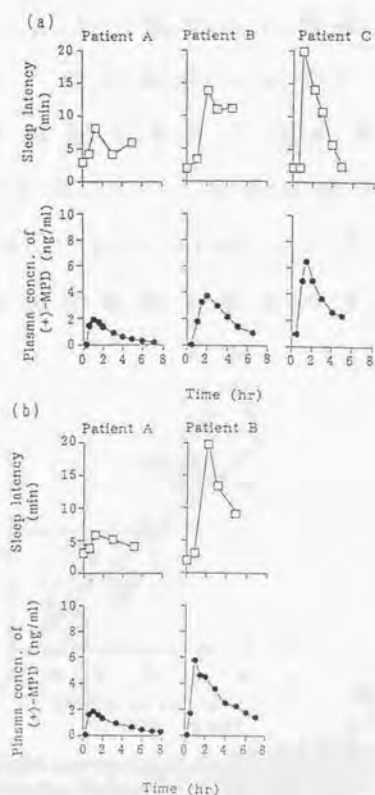 (a)
Patient A Patient B Patient C
Sleep latency
(min)
20
15
10
5
0
Plasma concn. of
(+)-MPD (ng/ml)
10
8
6
4
2
0
0 2 4 6 8 0 2 4 6 8 0 2 4 6 8
Time (hr)
(b)
Patient A Patient B
Sleep latency
(min)
20
15
10
5
0
Plasma concn. of
(+)-MPD (ng/ml)
10
8
6
4
2
0
0 2 4 6 8 0 2 4 6 8
Time (hr)